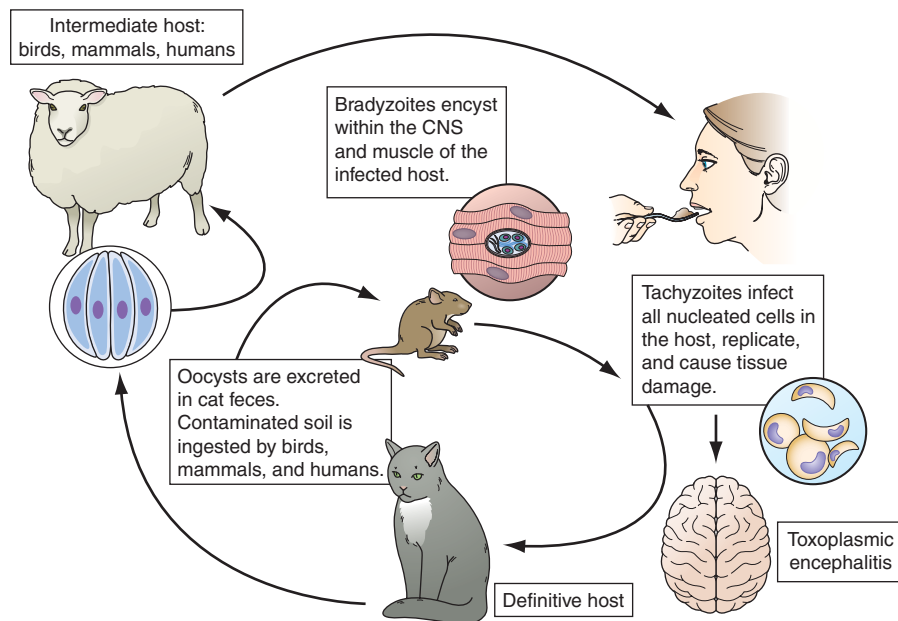 Intermediate host:
birds, mammals, humans
Bradyzoites encyst
within the CNS
and muscle of the
infected host.
Tachyzoites infect
all nucleated cells in
the host, replicate,
and cause tissue
damage.
Oocysts are excreted
in cat feces.
Contaminated soil is
ingested by birds,
mammals, and humans.
Toxoplasmic
encephalitis
Definitive host